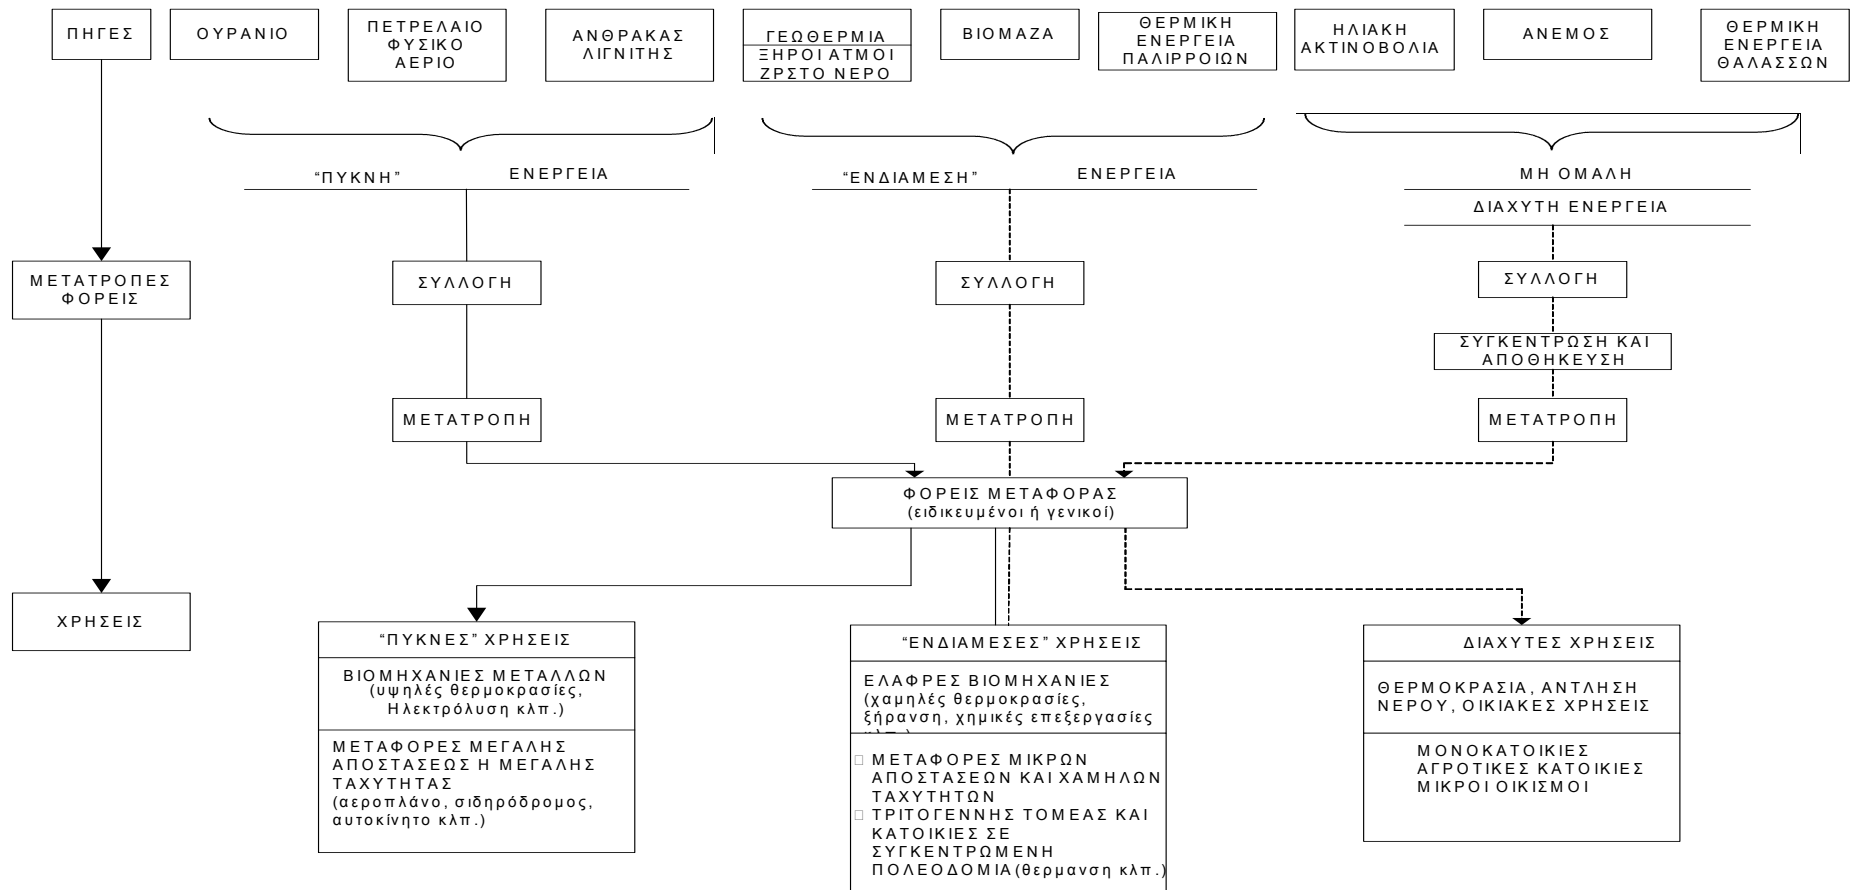 ΠΗΓΕΣ
ΟΥΡΑΝΙΟ
ΠΕΤΡΕΛΑΙΟ
ΦΥΣΙΚΟ
ΑΕΡΙΟ
ΑΝΘΡΑΚΑΣ
ΛΙΓΝΙΤΗΣ
ΓΕΩΘΕΡΜΙΑ
ΞΗΡΟΙ ΑΤΜΟΙ
ΖΡΣΤΟ ΝΕΡΟ
ΒΙΟΜΑΖΑ
ΘΕΡΜΙΚΗ
ΕΝΕΡΓΕΙΑ
ΠΑΛΙΡΡΟΙΩΝ
ΗΛΙΑΚΗ
ΑΚΤΙΝΟΒΟΛΙΑ
ΑΝΕΜΟΣ
ΘΕΡΜΙΚΗ
ΕΝΕΡΓΕΙΑ
ΘΑΛΑΣΣΩΝ
“ΠΥΚΝΗ” ΕΝΕΡΓΕΙΑ
“ΕΝΔΙΑΜΕΣΗ” ΕΝΕΡΓΕΙΑ
ΜΗ ΟΜΑΛΗ
ΔΙΑΧΥΤΗ ΕΝΕΡΓΕΙΑ
ΜΕΤΑΤΡΟΠΕΣ
ΦΟΡΕΙΣ
ΣΥΛΛΟΓΗ
ΣΥΛΛΟΓΗ
ΣΥΛΛΟΓΗ
ΣΥΓΚΕΝΤΡΩΣΗ ΚΑΙ
ΑΠΟΘΗΚΕΥΣΗ
ΜΕΤΑΤΡΟΠΗ
ΜΕΤΑΤΡΟΠΗ
ΜΕΤΑΤΡΟΠΗ
ΦΟΡΕΙΣ ΜΕΤΑΦΟΡΑΣ
(ειδικευμένοι ή γενικοί)
ΧΡΗΣΕΙΣ
“ΠΥΚΝΕΣ” ΧΡΗΣΕΙΣ
ΒΙΟΜΗΧΑΝΙΕΣ ΜΕΤΑΛΛΩΝ
(υψηλές θερμοκρασίες,
Ηλεκτρόλυση κλπ.)
ΜΕΤΑΦΟΡΕΣ ΜΕΓΑΛΗΣ
ΑΠΟΣΤΑΣΕΩΣ Η ΜΕΓΑΛΗΣ
ΤΑΧΥΤΗΤΑΣ
(αεροπλάνο, σιδηρόδρομος,
αυτοκίνητο κλπ.)
“ΕΝΔΙΑΜΕΣΕΣ” ΧΡΗΣΕΙΣ
ΕΛΑΦΡΕΣ ΒΙΟΜΗΧΑΝΙΕΣ
(χαμηλές θερμοκρασίες,
ξήρανση, χημικές επεξεργασίες
ΜΕΤΑΦΟΡΕΣ ΜΙΚΡΩΝ
ΑΠΟΣΤΑΣΕΩΝ ΚΑΙ ΧΑΜΗΛΩΝ
ΤΑΧΥΤΗΤΩΝ
ΤΡΙΤΟΓΕΝΝΗΣ ΤΟΜΕΑΣ ΚΑΙ
ΚΑΤΟΙΚΙΕΣ ΣΕ
ΣΥΓΚΕΝΤΡΩΜΕΝΗ
ΠΟΛΕΟΔΟΜΙΑ(θερμανση κλπ.)
ΔΙΑΧΥΤΕΣ ΧΡΗΣΕΙΣ
ΘΕΡΜΟΚΡΑΣΙΑ, ΑΝΤΛΗΣΗ
ΝΕΡΟΥ, ΟΙΚΙΑΚΕΣ ΧΡΗΣΕΙΣ
ΜΟΝΟΚΑΤΟΙΚΙΕΣ
ΑΓΡΟΤΙΚΕΣ ΚΑΤΟΙΚΙΕΣ
ΜΙΚΡΟΙ ΟΙΚΙΣΜΟΙ